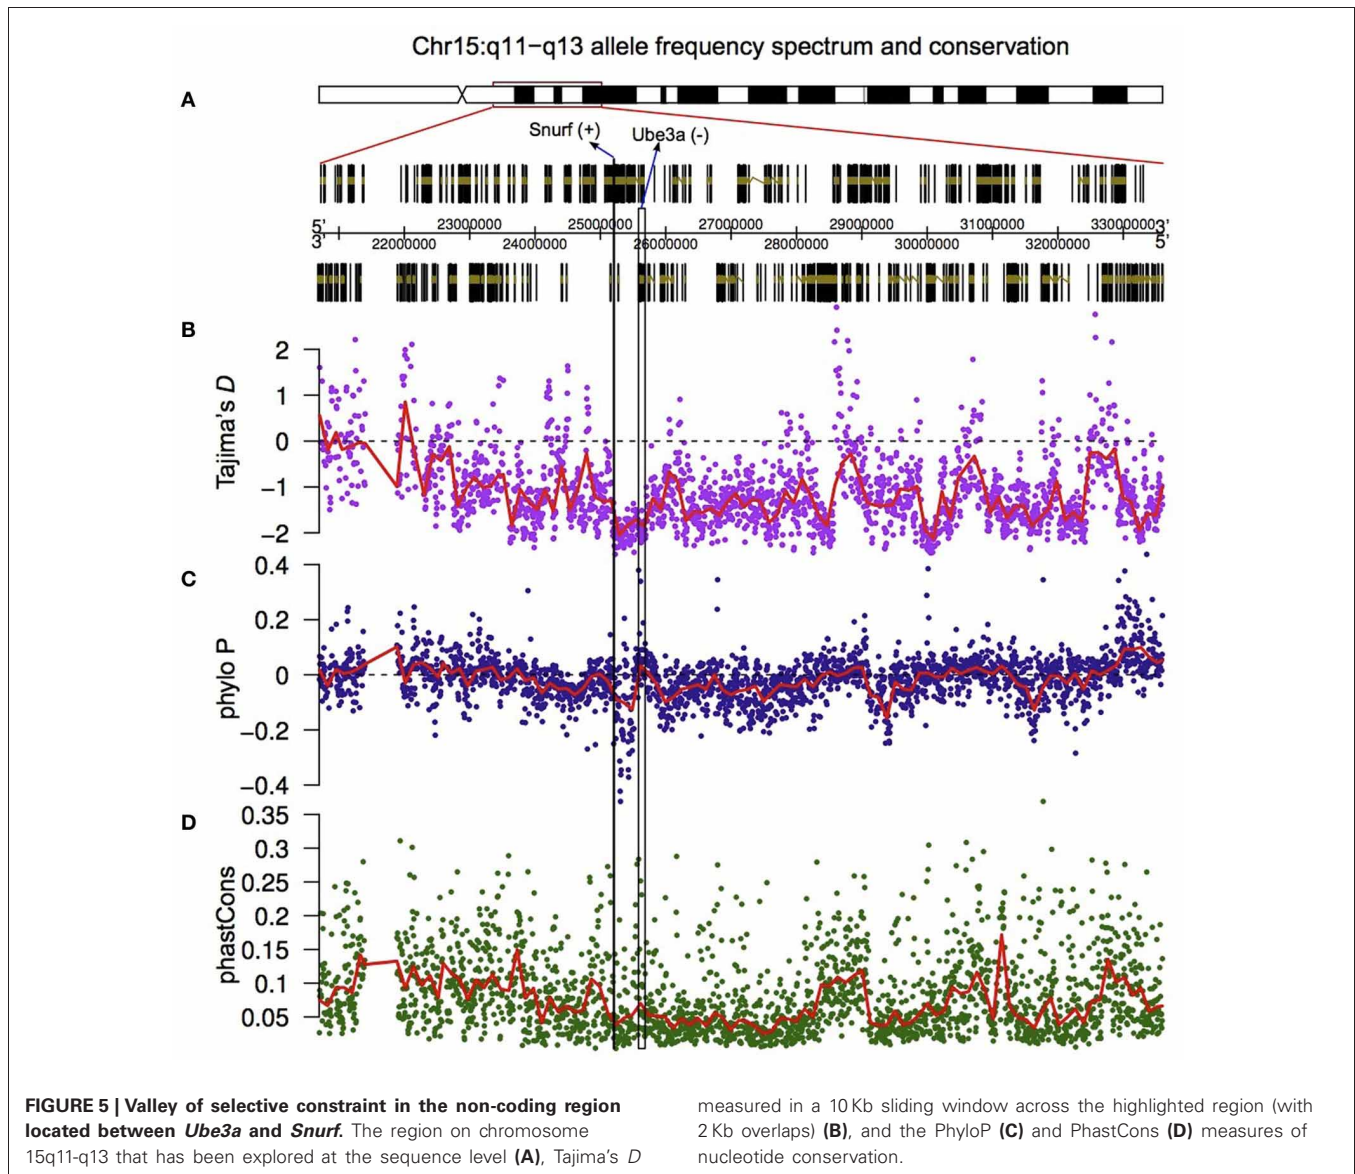 Chr15:q11−q13 allele frequency spectrum and conservation
A
Snurf (+)
Ube3a (-)
5'
23000000 25000000 27000000 29000000 31000000 33000000
3'
3'
22000000 24000000 26000000 28000000 30000000 32000000
5'
B
Tajima's D
2
1
0
−1
−2
C
phylo P
0.4
0.2
0
−0.2
−0.4
D
phastCons
0.35
0.3
0.25
0.2
0.15
0.1
0.05
FIGURE 5 | Valley of selective constraint in the non-coding region
located between Ube3a and Snurf. The region on chromosome
15q11-q13 that has been explored at the sequence level (A), Tajima's D
measured in a 10 Kb sliding window across the highlighted region (with
2 Kb overlaps) (B), and the PhyloP (C) and PhastCons (D) measures of
nucleotide conservation.